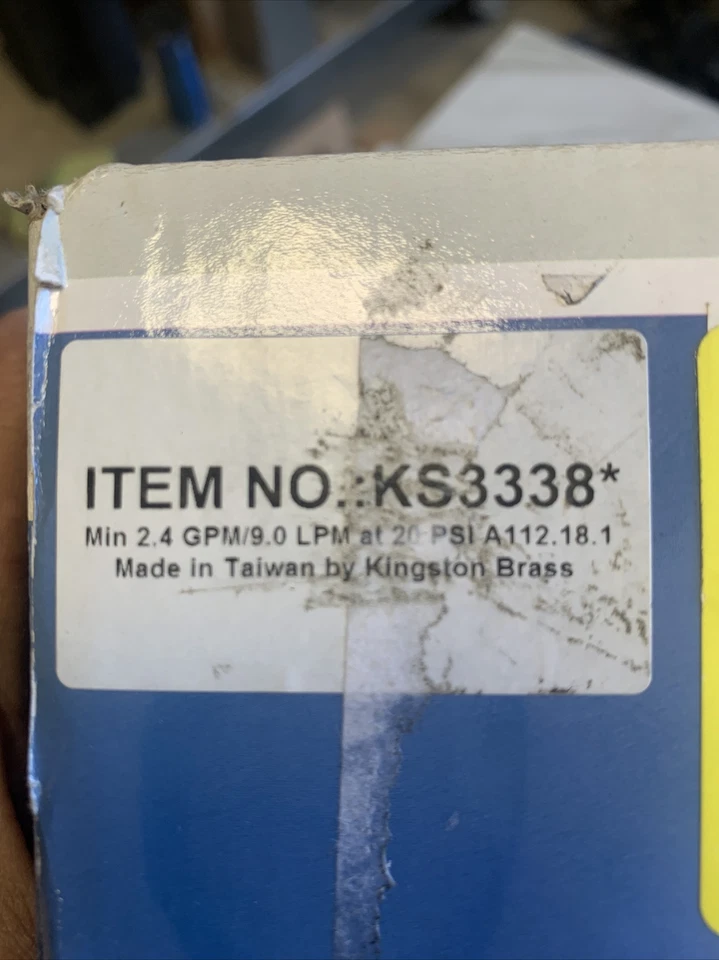 ITEM NO.:KS3338*
Min 2.4 GPM/9.0 LPM at 20 PSI A112.18.1
Made in Taiwan by Kingston Brass